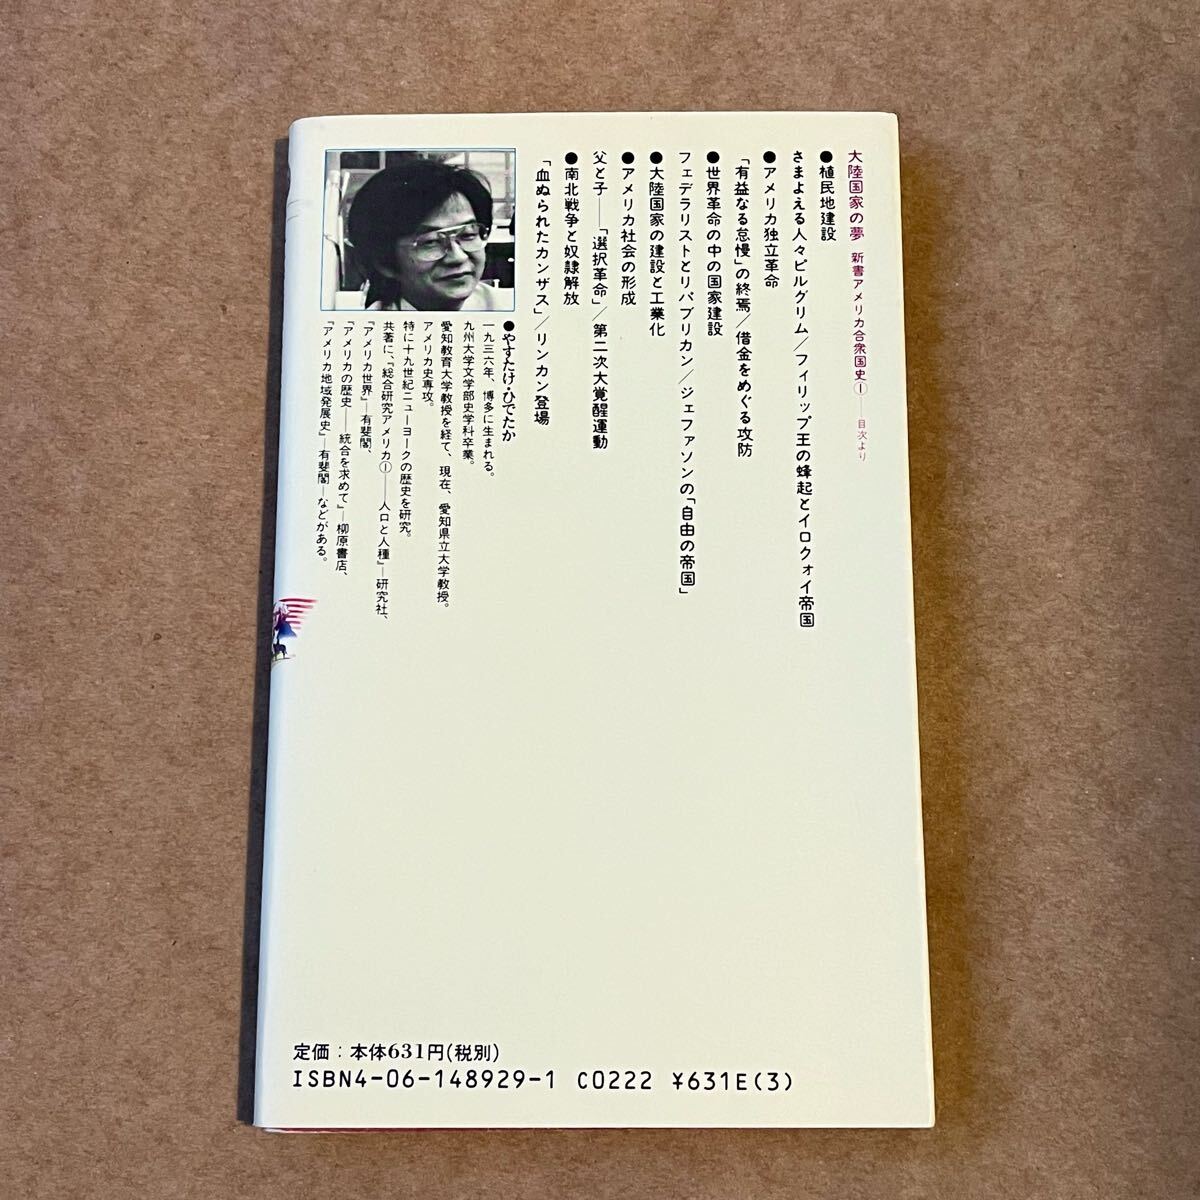 大陸国家の夢　新書アメリカ合衆国史①――目次より
●植民地建設
さまよえる人々ピルグリム／フィリップ王の蜂起とイロクォイ帝国
●アメリカ独立革命
「有益なる怠慢」の終焉／借金をめぐる攻防
●世界革命の中の国家建設
フェデラリストとリパブリカン／ジェファソンの「自由の帝国」
●大陸国家の建設と工業化
●アメリカ社会の形成
父と子――「選択革命」／第二次大覚醒運動
●南北戦争と奴隷解放
「血ぬられたカンザス」／リンカン登場
●やすたけ・ひでたか
一九三六年、博多に生まれる。
九州大学文学部史学科卒業。
愛知教育大学教授を経て、現在、愛知県立大学教授。
アメリカ史専攻。
特に十九世紀ニューヨークの歴史を研究。
共著に、『総合研究アメリカ①――人口と人種』―研究社、
『アメリカ世界』―有斐閣、
『アメリカの歴史――統合を求めて』―柳原書店、
『アメリカ地域発展史』―有斐閣―などがある。
定価：本体631円(税別)
ISBN4-06-148929-1 C0222 ¥631E(3)